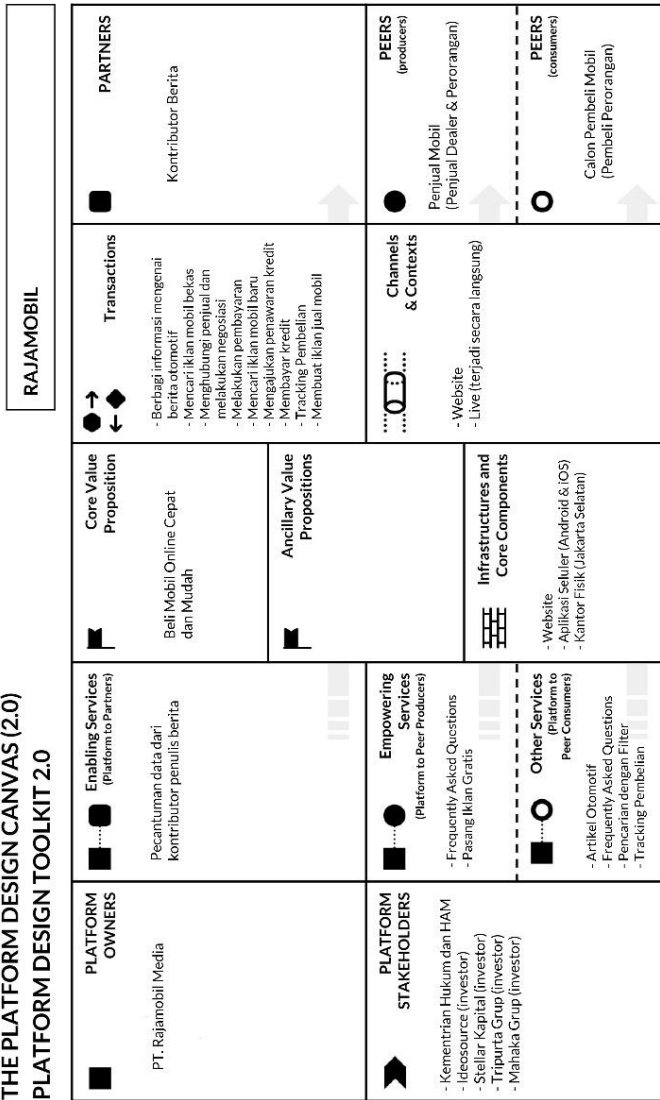 THE PLATFORM DESIGN CANVAS (2.0)
PLATFORM DESIGN TOOLKIT 2.0
RAJAMOBIL
PLATFORM
OWNERS
PT. Rajamobil Media
PLATFORM
STAKEHOLDERS
- Kementrian Hukum dan HAM
- Ideosource (investor)
- Stellar Kapital (investor)
- Tripurta Grup (investor)
- Mahaka Grup (investor)
Enabling Services
(Platform to Partners)
Pecantuman data dari
kontributor penulis berita
Empowering
Services
(Platform to Peer Producers)
- Frequently Asked Questions
- Pasang Iklan Gratis
Other Services
(Platform to
Peer Consumers)
- Artikel Otomotif
- Frequently Asked Questions
- Pencarian dengan Filter
- Tracking Pembelian
Core Value
Proposition
Beli Mobil Online Cepat
dan Mudah
Ancillary Value
Propositions
Infrastructures and
Core Components
- Website
- Aplikasi Seluler (Android & iOS)
- Kantor Fisik (Jakarta Selatan)
Transactions
- Berbagi informasi mengenai
berita otomotif
- Mencari iklan mobil bekas
- Menghubungi penjual dan
melakukan negosiasi
- Melakukan pembayaran
- Mencari iklan mobil baru
- Mengajukan penawaran kredit
- Membayar kredit
- Tracking Pembelian
- Membuat iklan jual mobil
Channels
& Contexts
- Website
- Live (terjadi secara langsung)
PARTNERS
Kontributor Berita
PEERS
(producers)
Penjual Mobil
(Penjual Dealer & Perorangan)
PEERS
(consumers)
Calon Pembeli Mobil
(Pembeli Perorangan)